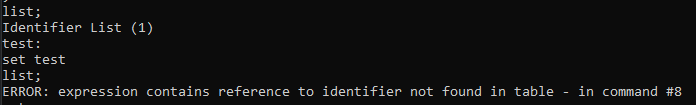 list;
Identifier List (1)
test:
set test
list;
ERROR: expression contains reference to identifier not found in table - in command #8